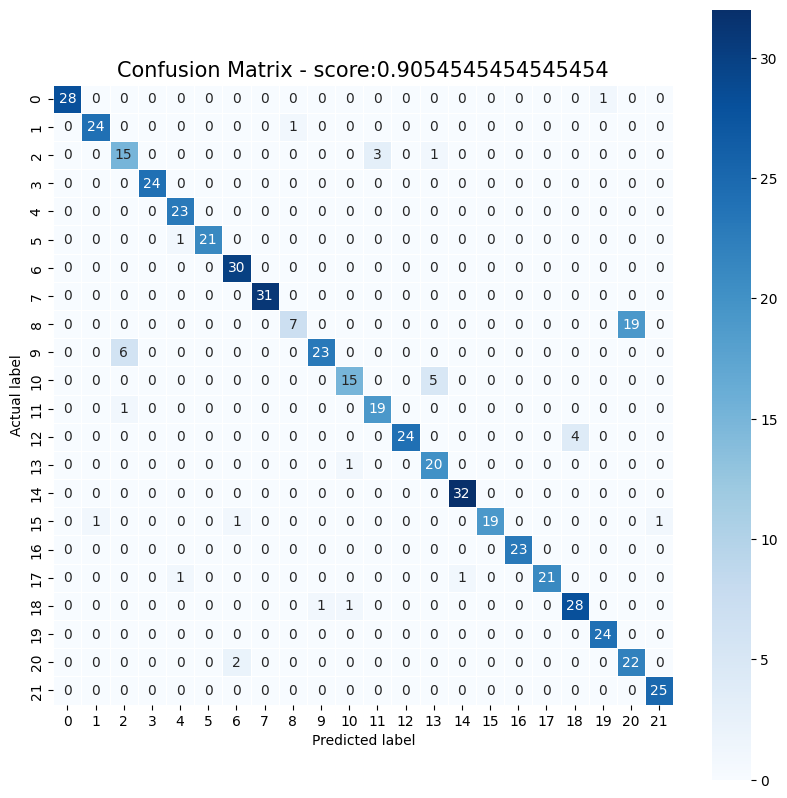 Confusion Matrix - score:0.9054545454545454
0 28 0 0 0 0 0 0 0 0 0 0 0 0 0 0 0 0 0 0 1 0 0
1 0 24 0 0 0 0 0 0 1 0 0 0 0 0 0 0 0 0 0 0 0 0
2 0 0 15 0 0 0 0 0 0 0 0 3 0 1 0 0 0 0 0 0 0 0
3 0 0 0 24 0 0 0 0 0 0 0 0 0 0 0 0 0 0 0 0 0 0
4 0 0 0 0 23 0 0 0 0 0 0 0 0 0 0 0 0 0 0 0 0 0
5 0 0 0 0 1 21 0 0 0 0 0 0 0 0 0 0 0 0 0 0 0 0
6 0 0 0 0 0 0 30 0 0 0 0 0 0 0 0 0 0 0 0 0 0 0
7 0 0 0 0 0 0 0 31 0 0 0 0 0 0 0 0 0 0 0 0 0 0
8 0 0 0 0 0 0 0 0 7 0 0 0 0 0 0 0 0 0 0 0 19 0
9 0 0 6 0 0 0 0 0 0 23 0 0 0 0 0 0 0 0 0 0 0 0
10 0 0 0 0 0 0 0 0 0 0 15 0 0 5 0 0 0 0 0 0 0 0
11 0 0 1 0 0 0 0 0 0 0 0 19 0 0 0 0 0 0 0 0 0 0
12 0 0 0 0 0 0 0 0 0 0 0 0 24 0 0 0 0 0 4 0 0 0
13 0 0 0 0 0 0 0 0 0 0 1 0 0 20 0 0 0 0 0 0 0 0
14 0 0 0 0 0 0 0 0 0 0 0 0 0 0 32 0 0 0 0 0 0 0
15 0 1 0 0 0 0 1 0 0 0 0 0 0 0 0 19 0 0 0 0 0 1
16 0 0 0 0 0 0 0 0 0 0 0 0 0 0 0 0 23 0 0 0 0 0
17 0 0 0 0 1 0 0 0 0 0 0 0 0 0 1 0 0 21 0 0 0 0
18 0 0 0 0 0 0 0 0 0 1 1 0 0 0 0 0 0 0 28 0 0 0
19 0 0 0 0 0 0 0 0 0 0 0 0 0 0 0 0 0 0 0 24 0 0
20 0 0 0 0 0 0 2 0 0 0 0 0 0 0 0 0 0 0 0 0 22 0
21 0 0 0 0 0 0 0 0 0 0 0 0 0 0 0 0 0 0 0 0 0 25
0 1 2 3 4 5 6 7 8 9 10 11 12 13 14 15 16 17 18 19 20 21
Predicted label
Actual label
30
25
20
15
10
5
0